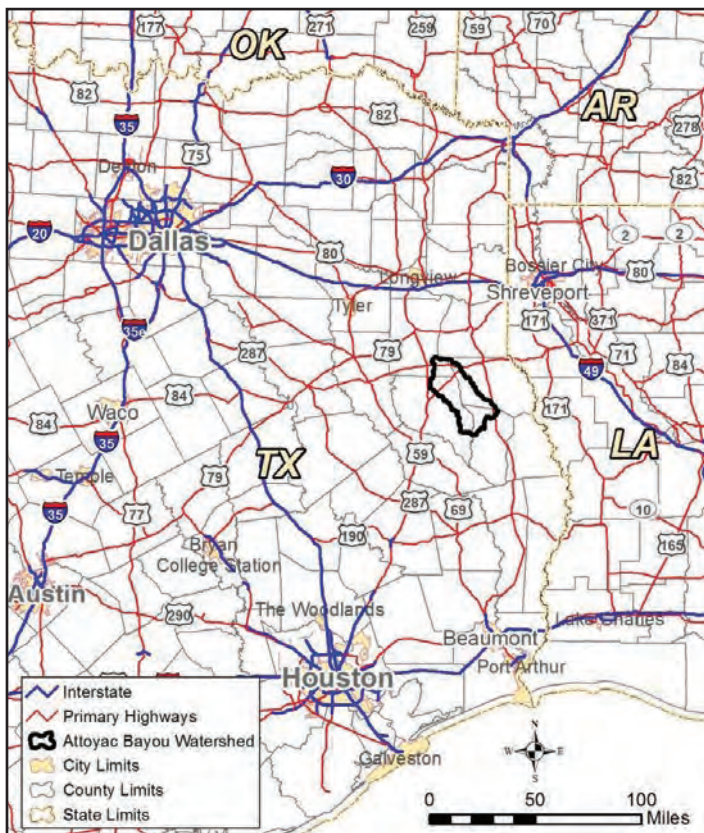 177
OK
271
259
59
70
82
35
82
AR
278
75
Denton
30
82
20
Dallas
80
2
2
Longview
Bossier City
80
Tyler
Shreveport
35e
171
371
287
79
71
84
49
84
Waco
84
171
35
TX
59
LA
Temple
79
77
287
69
10
35
190
165
Bryan
College Station
Austin
290
The Woodlands
Beaumont
Lake Charles
Port Arthur
Houston
Galveston
Interstate
Primary Highways
Attoyac Bayou Watershed
City Limits
County Limits
State Limits
N
W E
S
0 50 100
Miles